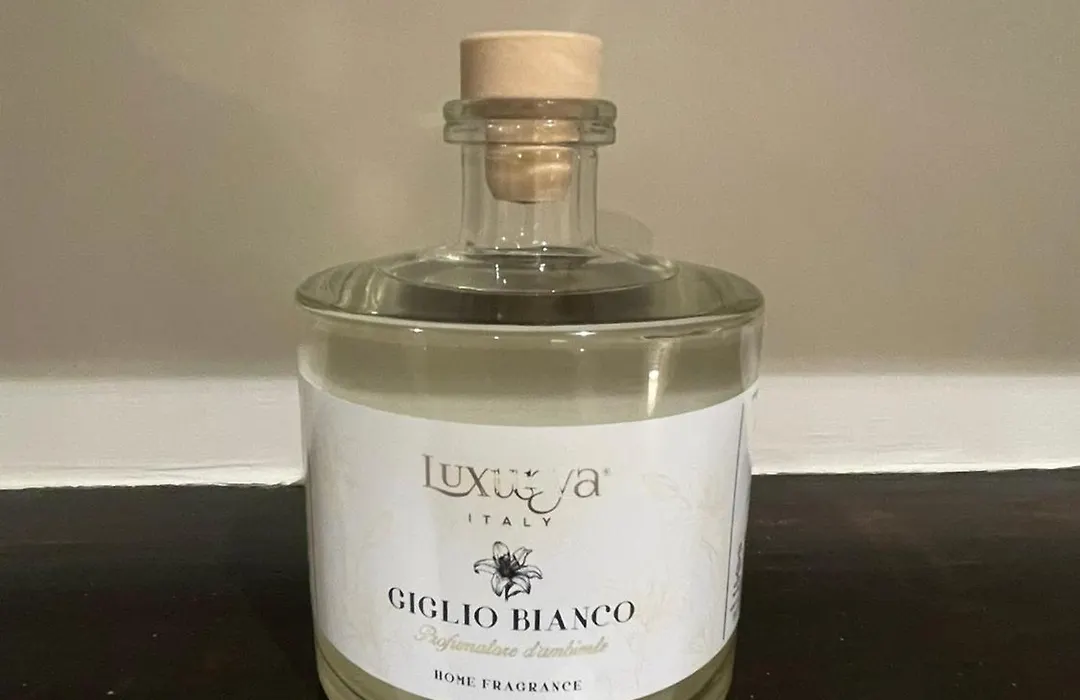 ITALY
GIGLIO BIANCO
Profumatore d'ambiente
HOME FRAGRANCE